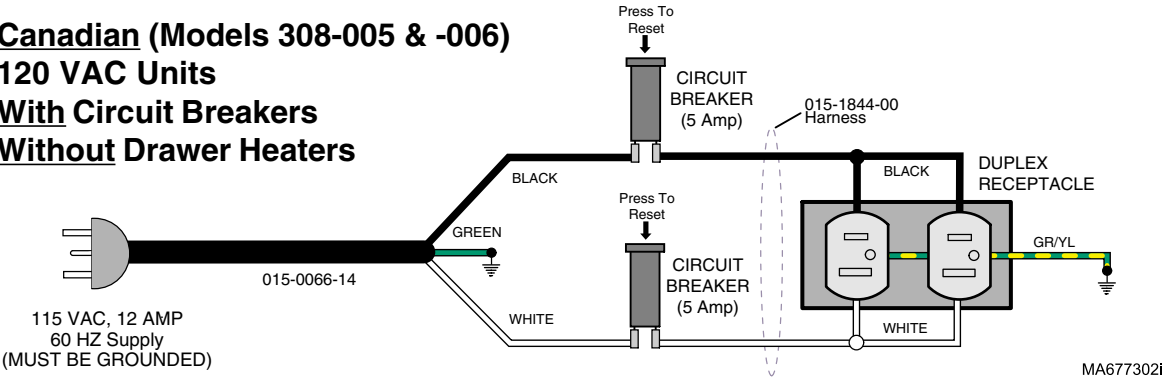 Canadian (Models 308-005 & -006)
120 VAC Units
With Circuit Breakers
Without Drawer Heaters
Press To
Reset
CIRCUIT
BREAKER
(5 Amp)
015-1844-00
Harness
BLACK
BLACK
DUPLEX
RECEPTACLE
Press To
Reset
GREEN
GR/YL
015-0066-14
CIRCUIT
BREAKER
(5 Amp)
WHITE
WHITE
115 VAC, 12 AMP
60 HZ Supply
(MUST BE GROUNDED)
MA677302i